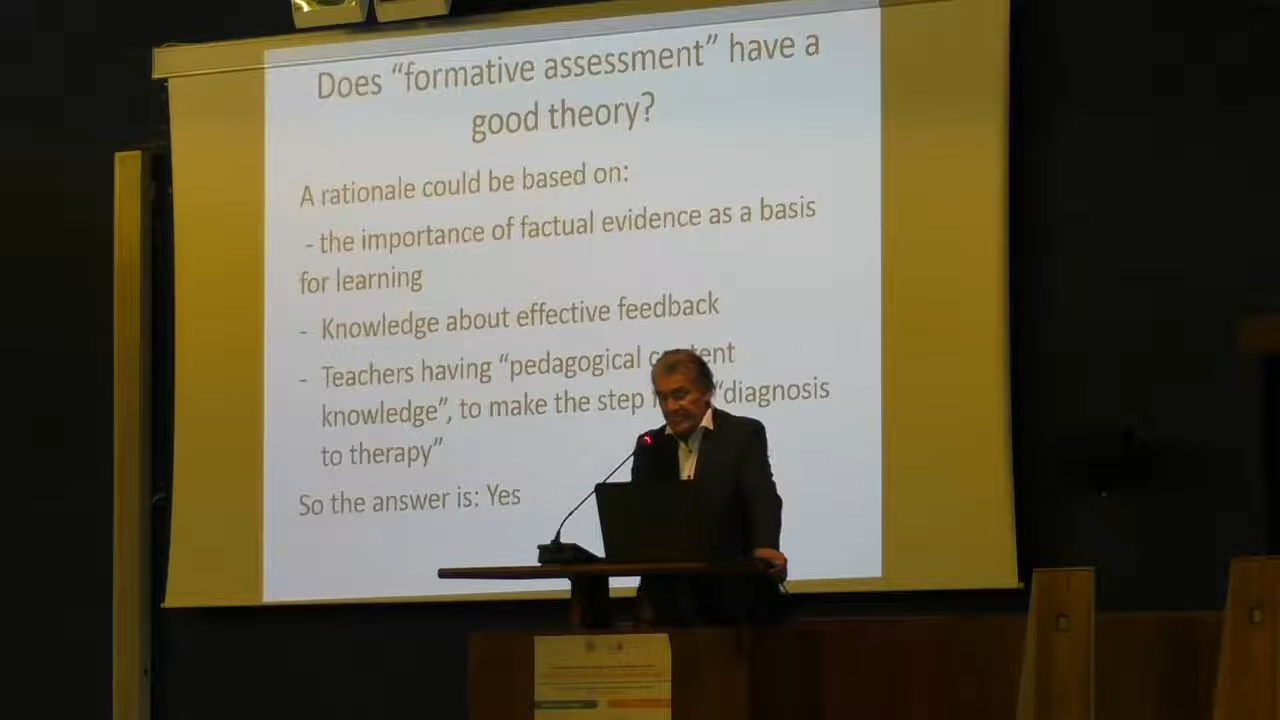 Does “formative assessment” have a
good theory?
A rationale could be based on:
- the importance of factual evidence as a basis
for learning
- Knowledge about effective feedback
- Teachers having “pedagogical
knowledge”, to make the step “diagnosis
to therapy”
So the answer is: Yes